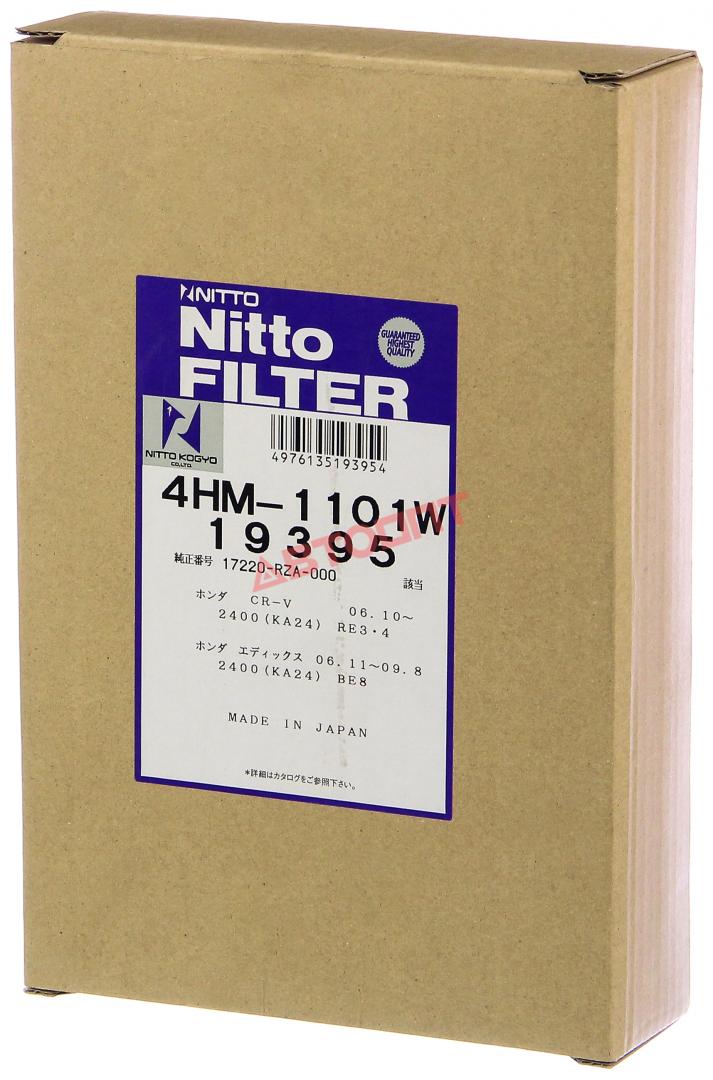 NITTO
Nitto
FILTER
GUARANTEED
HIGHEST
QUALITY
NITTO KOGYO
CO.,LTD.
4976135193954
4HM-1101W
19395
純正番号 17220-RZA-000 該当
ホンダ CR-V 06.10~
2400(KA24) RE3・4
ホンダ エディックス 06.11~09.8
2400(KA24) BE8
MADE IN JAPAN
*詳細はカタログをご参照下さい。
АВТООПТ